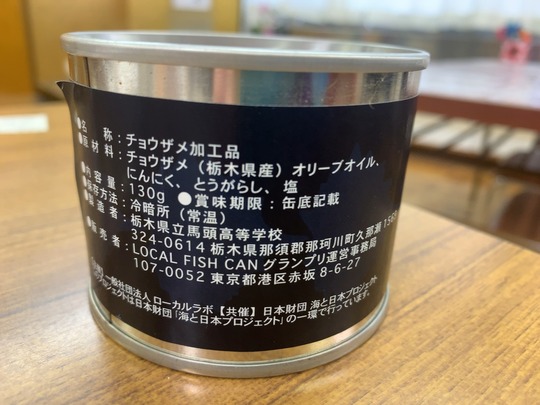 ●名　称：チョウザメ加工品
●原材料：チョウザメ（栃木県産）オリーブオイル、
にんにく、とうがらし、塩
●内容量：130g ●賞味期限：缶底記載
●保存方法：冷暗所（常温）
●製造者：栃木県立馬頭高等学校
324-0614 栃木県那須郡那珂川町久那瀬
●販売者：LOCAL FISH CANグランプリ運営事務局
107-0052 東京都港区赤坂 8-6-27
一般社団法人 ローカルラボ【共催】日本財団 海と日本プロジェクト
プロジェクトは日本財団「海と日本プロジェクト」の一環で行っています。